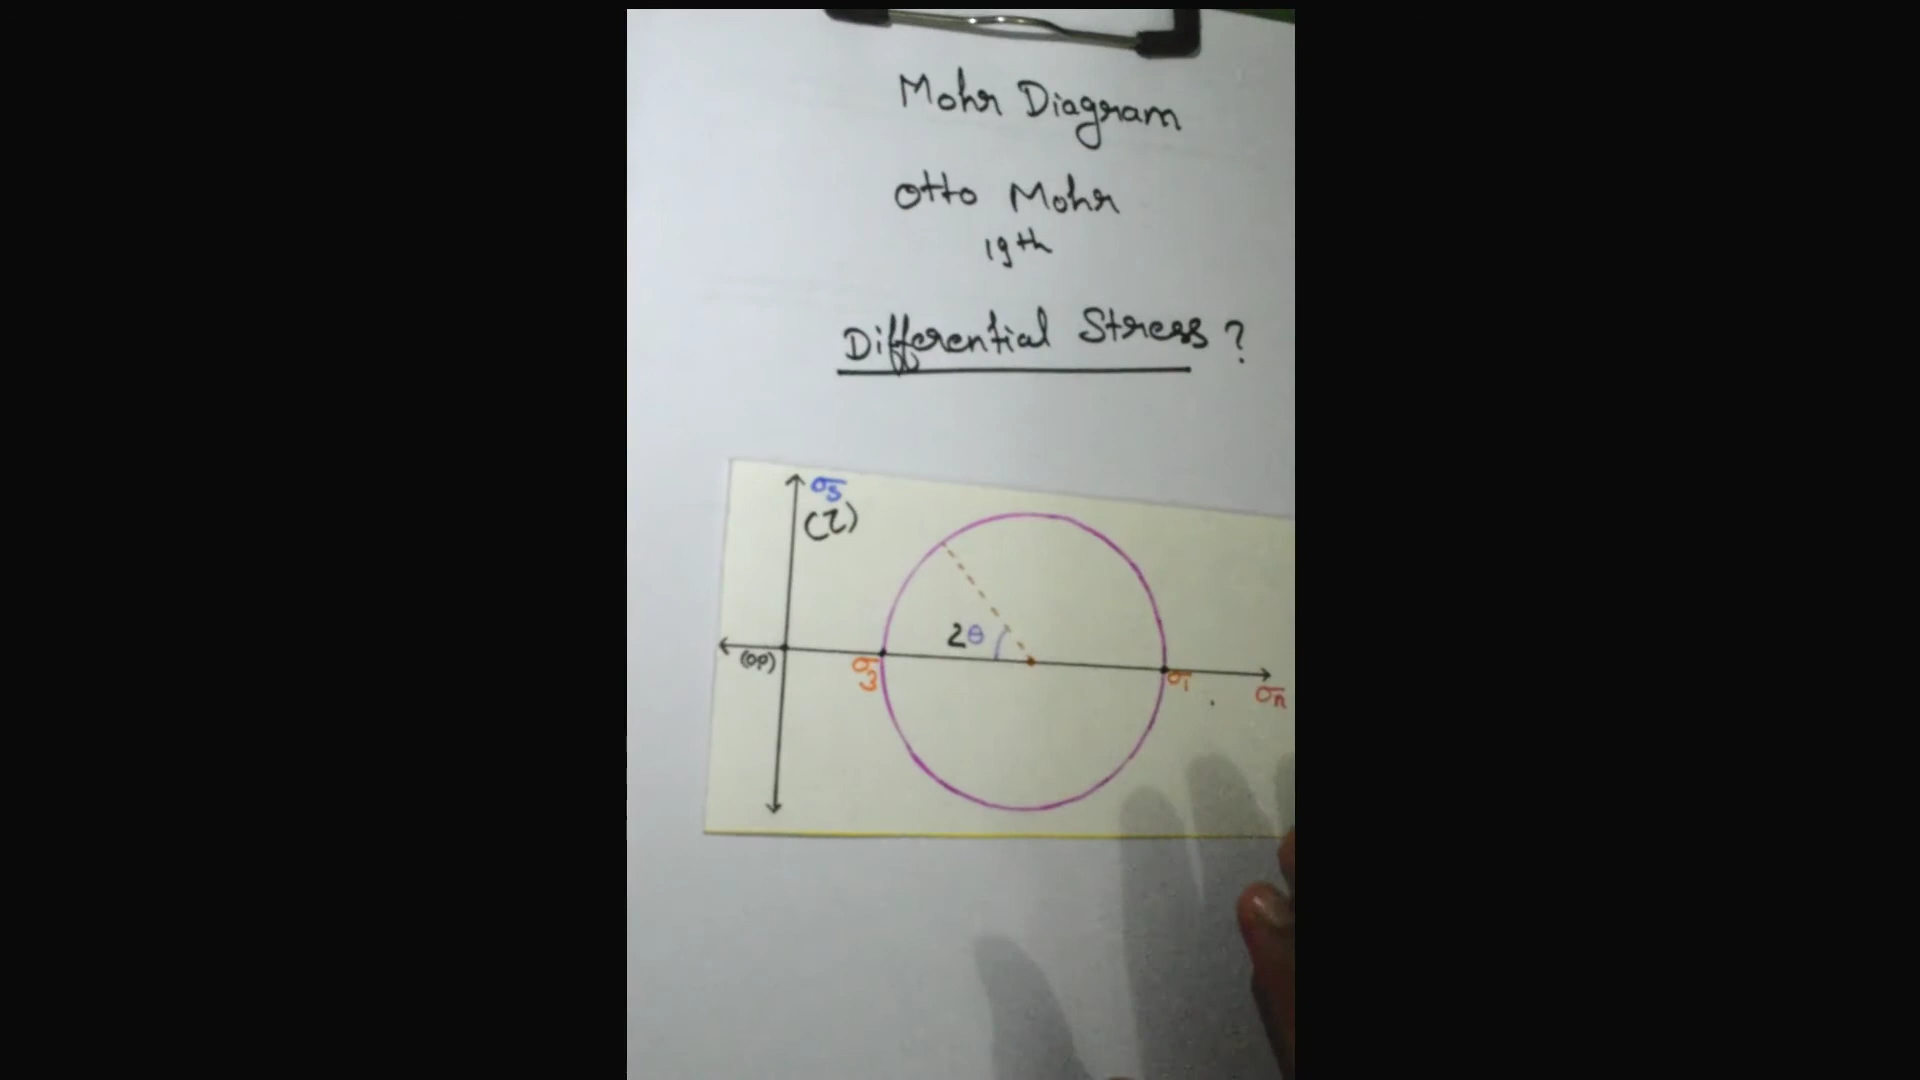 Mohr Diagram
Otto Mohr
19th
Differential Stress?
σs
(τ)
2θ
(op)
σ3
σ1
σn